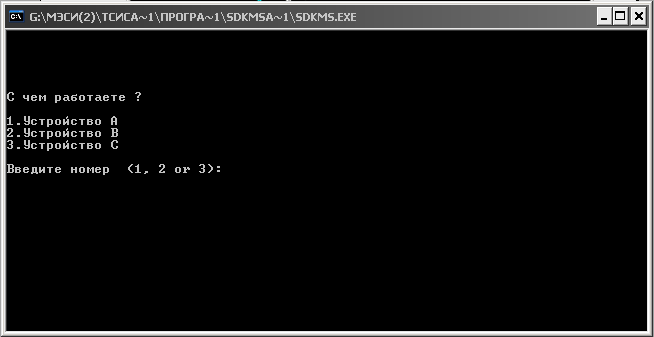 G:\МЭСИ(2)\ТСИСА~1\ПРОГРА~1\SDKMSA~1\SDKMS.EXE
С чем работаете ?
1.Устройство А
2.Устройство В
3.Устройство С
Введите номер  (1, 2 or 3):